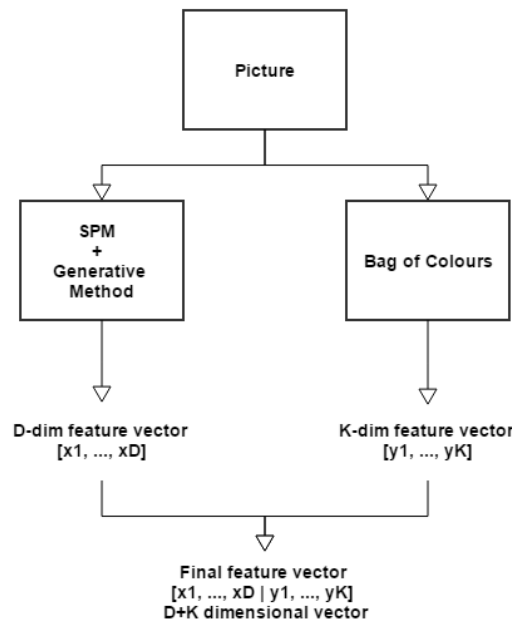 Picture
SPM
+
Generative
Method
Bag of Colours
D-dim feature vector
[x1, ..., xD]
K-dim feature vector
[y1, ..., yK]
Final feature vector
[x1, ..., xD | y1, ..., yK]
D+K dimensional vector